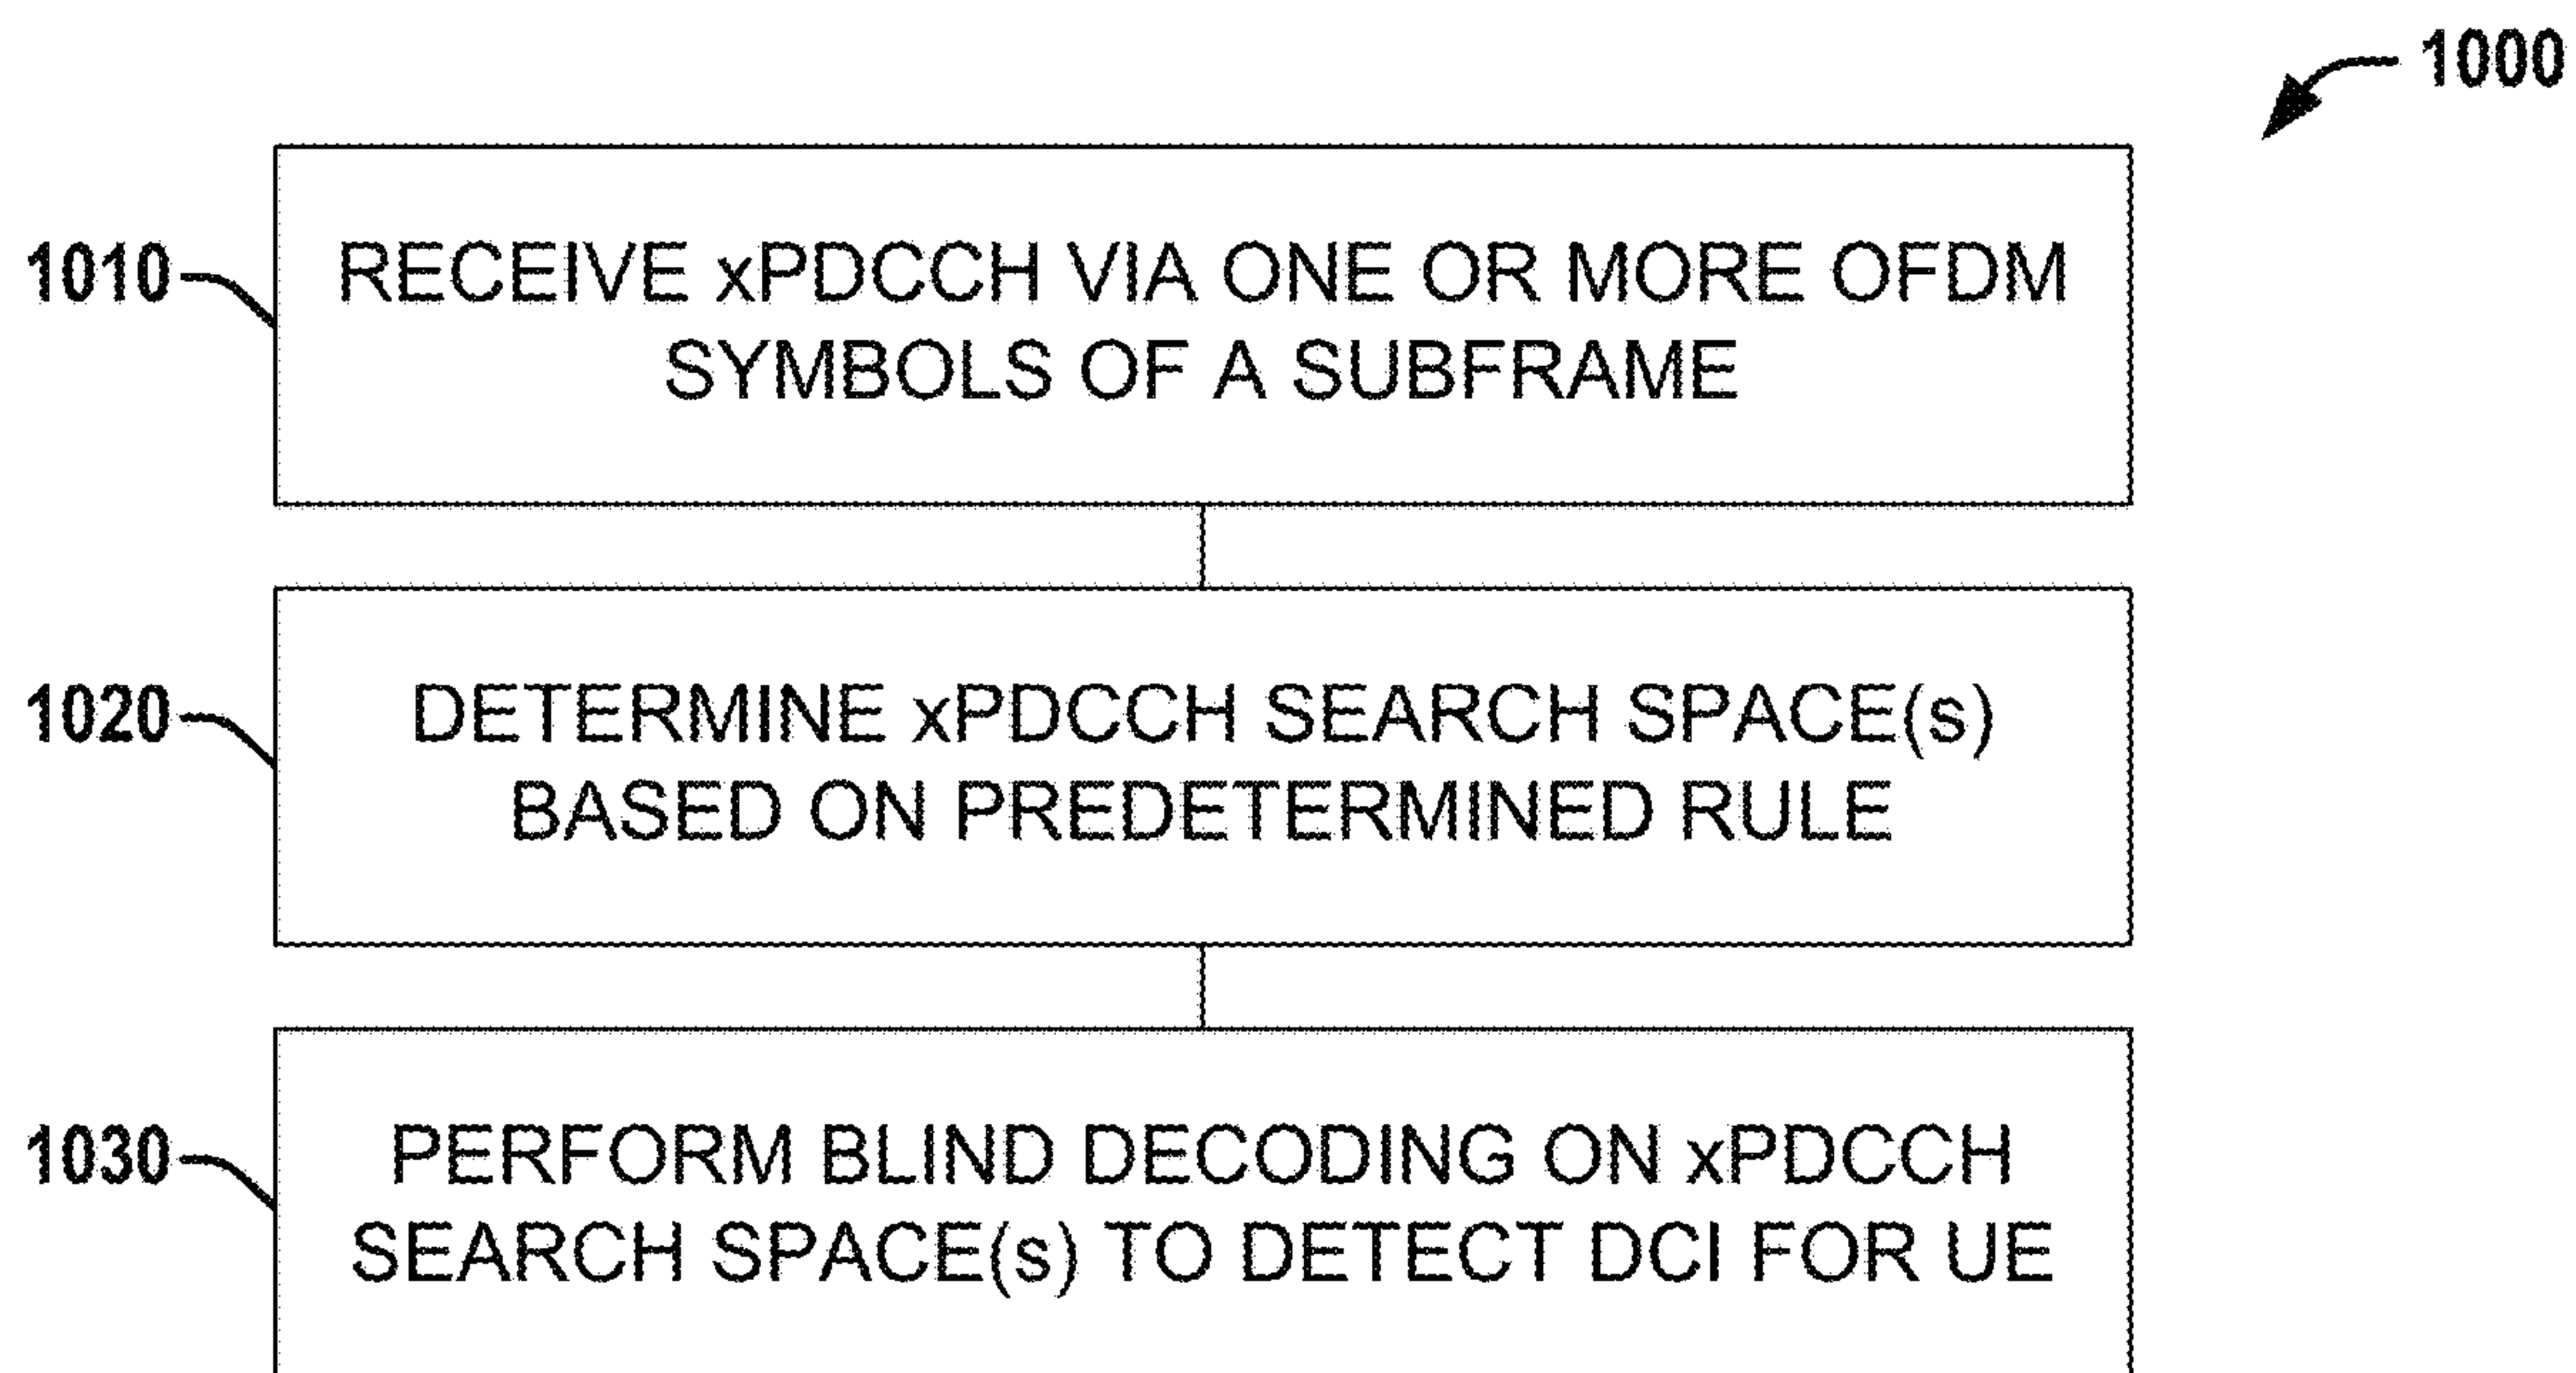 1000
1010
RECEIVE xPDCCH VIA ONE OR MORE OFDM
SYMBOLS OF A SUBFRAME
1020
DETERMINE xPDCCH SEARCH SPACE(s)
BASED ON PREDETERMINED RULE
1030
PERFORM BLIND DECODING ON xPDCCH
SEARCH SPACE(s) TO DETECT DCI FOR UE